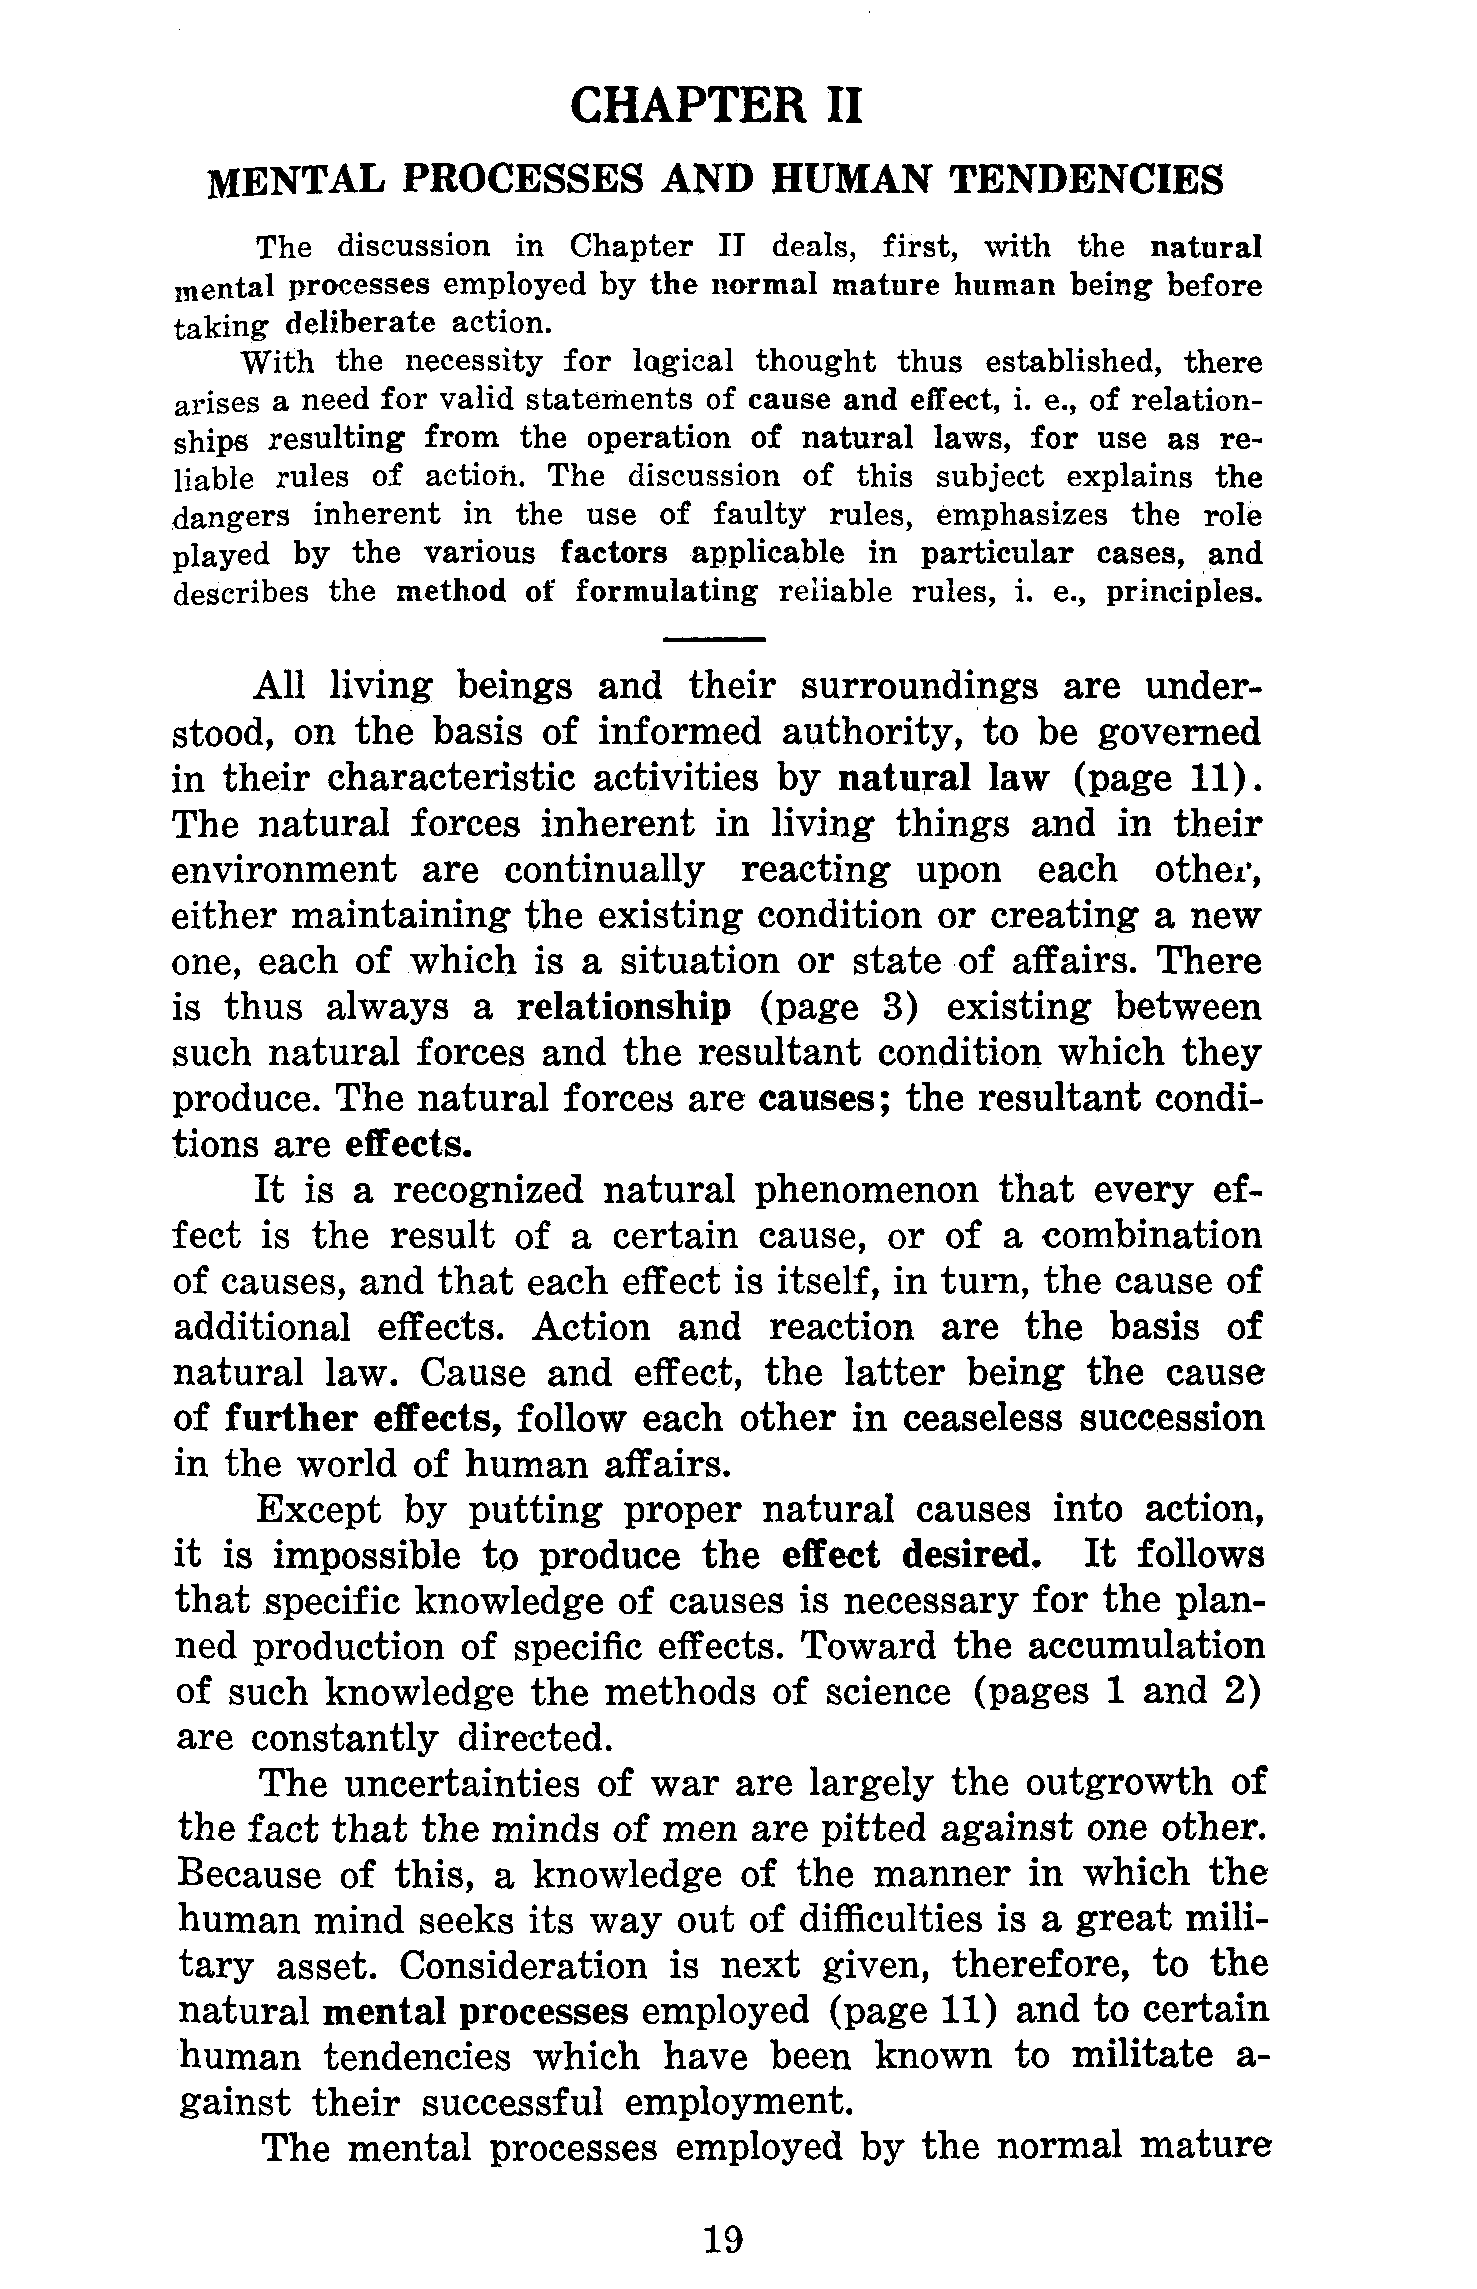 CHAPTER II
MENTAL PROCESSES AND HUMAN TENDENCIES
The discussion in Chapter II deals, first, with the natural
mental processes employed by the normal mature human being before
taking deliberate action.
With the necessity for logical thought thus established, there
arises a need for valid statements of cause and effect, i. e., of relation-
ships resulting from the operation of natural laws, for use as re-
liable rules of action. The discussion of this subject explains the
dangers inherent in the use of faulty rules, emphasizes the role
played by the various factors applicable in particular cases, and
describes the method of formulating reliable rules, i. e., principles.
All living beings and their surroundings are under-
stood, on the basis of informed authority, to be governed
in their characteristic activities by natural law (page 11).
The natural forces inherent in living things and in their
environment are continually reacting upon each other,
either maintaining the existing condition or creating a new
one, each of which is a situation or state of affairs. There
is thus always a relationship (page 3) existing between
such natural forces and the resultant condition which they
produce. The natural forces are causes; the resultant condi-
tions are effects.
It is a recognized natural phenomenon that every ef-
fect is the result of a certain cause, or of a combination
of causes, and that each effect is itself, in turn, the cause of
additional effects. Action and reaction are the basis of
natural law. Cause and effect, the latter being the cause
of further effects, follow each other in ceaseless succession
in the world of human affairs.
Except by putting proper natural causes into action,
it is impossible to produce the effect desired. It follows
that specific knowledge of causes is necessary for the plan-
ned production of specific effects. Toward the accumulation
of such knowledge the methods of science (pages 1 and 2)
are constantly directed.
The uncertainties of war are largely the outgrowth of
the fact that the minds of men are pitted against one other.
Because of this, a knowledge of the manner in which the
human mind seeks its way out of difficulties is a great mili-
tary asset. Consideration is next given, therefore, to the
natural mental processes employed (page 11) and to certain
human tendencies which have been known to militate a-
gainst their successful employment.
The mental processes employed by the normal mature
19